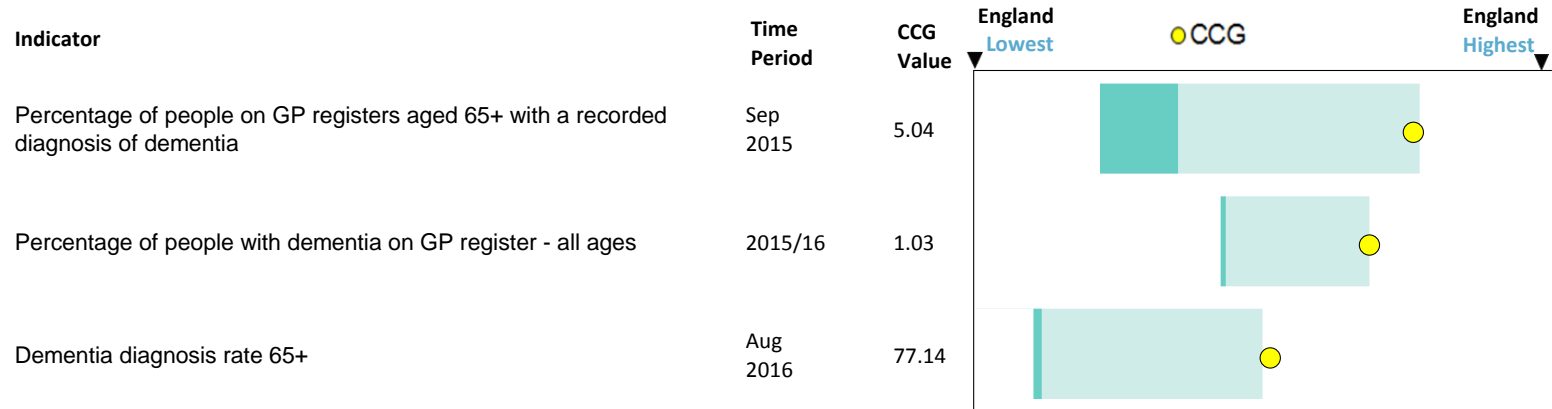 Indicator
Time
Period
CCG
Value
England
Lowest
CCG
England
Highest
Percentage of people on GP registers aged 65+ with a recorded
diagnosis of dementia
Sep
2015
5.04
Percentage of people with dementia on GP register - all ages
2015/16
1.03
Dementia diagnosis rate 65+
Aug
2016
77.14